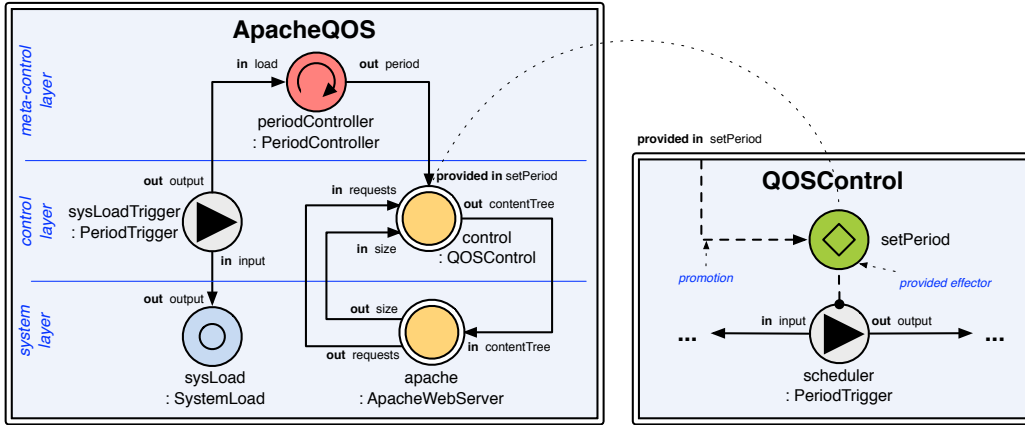 ApacheQOS
meta-control
layer
in load
out period
periodController
: PeriodController
out output
provided in setPeriod
in requests
out contentTree
control
layer
sysLoadTrigger
: PeriodTrigger
in size
control
: QOSControl
in input
out output
out size
system
layer
out requests
in contentTree
sysLoad
: SystemLoad
apache
: ApacheWebServer
provided in setPeriod
QOSControl
setPeriod
promotion
provided effector
in input
out output
...
...
scheduler
: PeriodTrigger